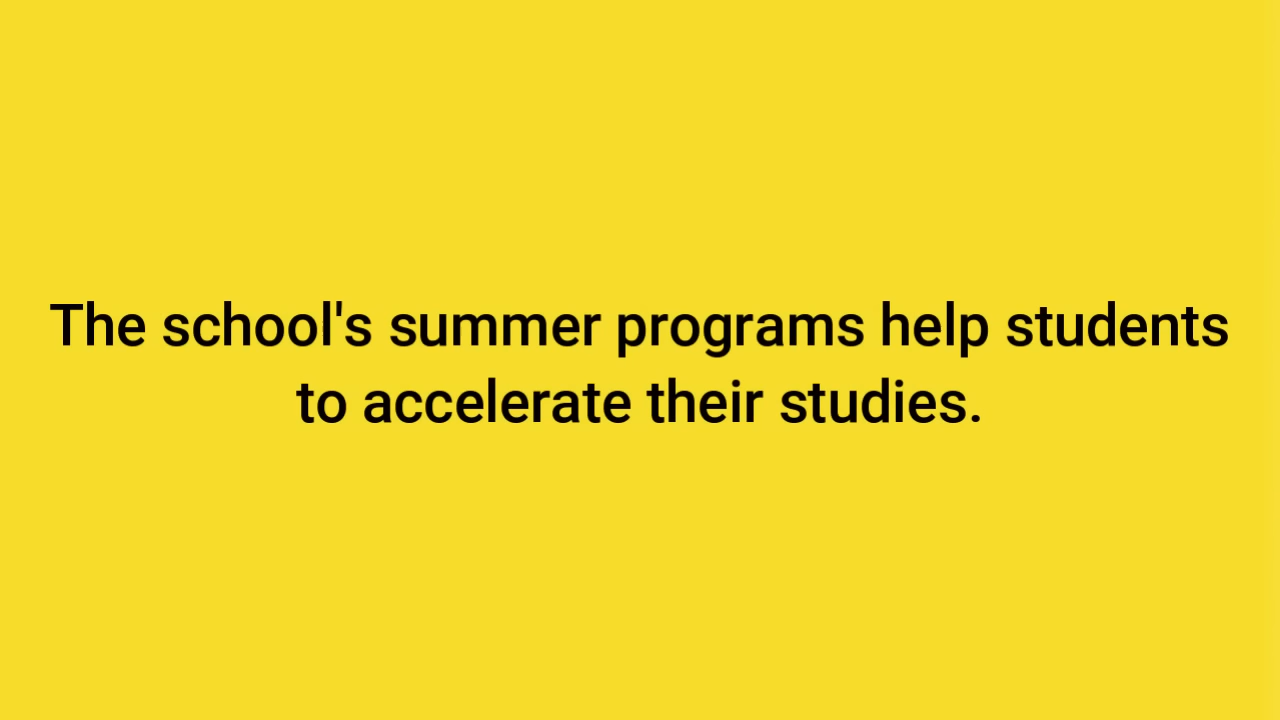 The school's summer programs help students
to accelerate their studies.